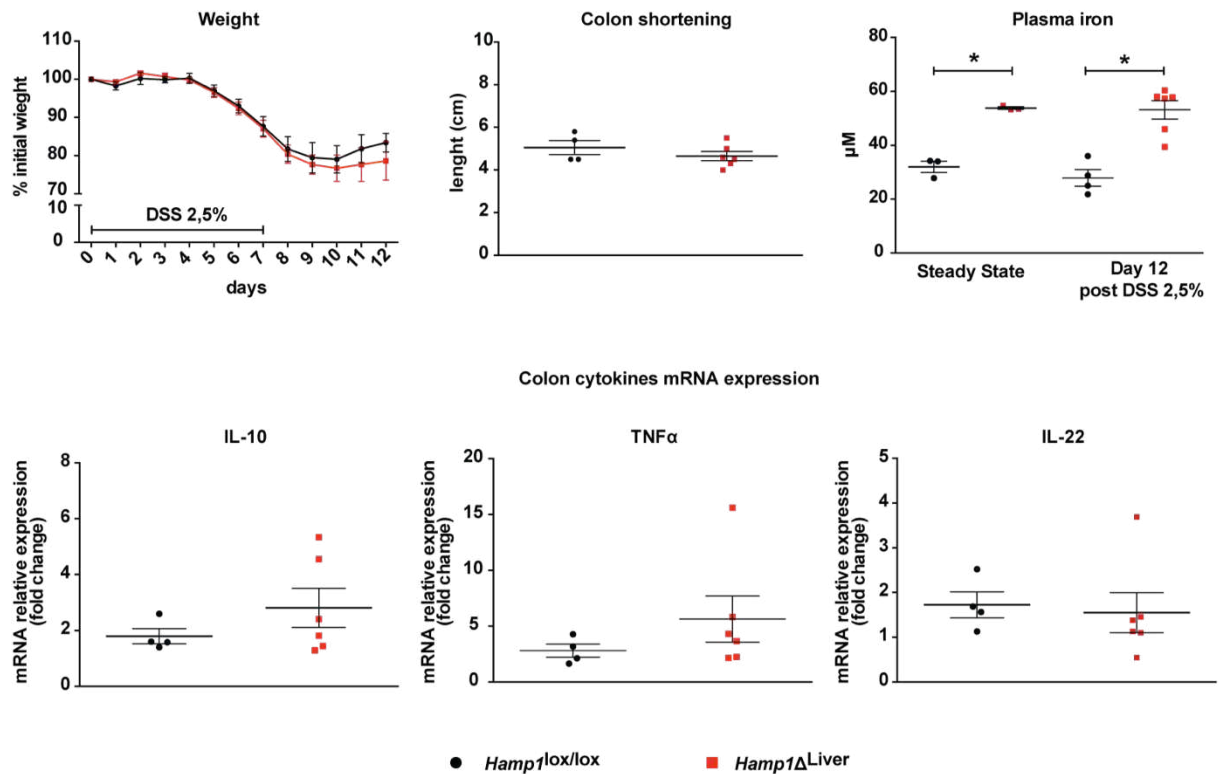 Weight
% initial wieght
100
90
80
70
10
0
DSS 2,5%
0 1 2 3 4 5 6 7 8 9 10 11 12
days
Colon shortening
lenght (cm)
10
8
6
4
2
0
Plasma iron
µM
80
60
40
20
0
* *
Steady State
Day 12
post DSS 2,5%
Colon cytokines mRNA expression
IL-10
mRNA relative expression
(fold change)
8
6
4
2
0
TNFα
mRNA relative expression
(fold change)
20
15
10
5
0
IL-22
mRNA relative expression
(fold change)
5
4
3
2
1
0
Hamp1lox/lox
Hamp1ΔLiver